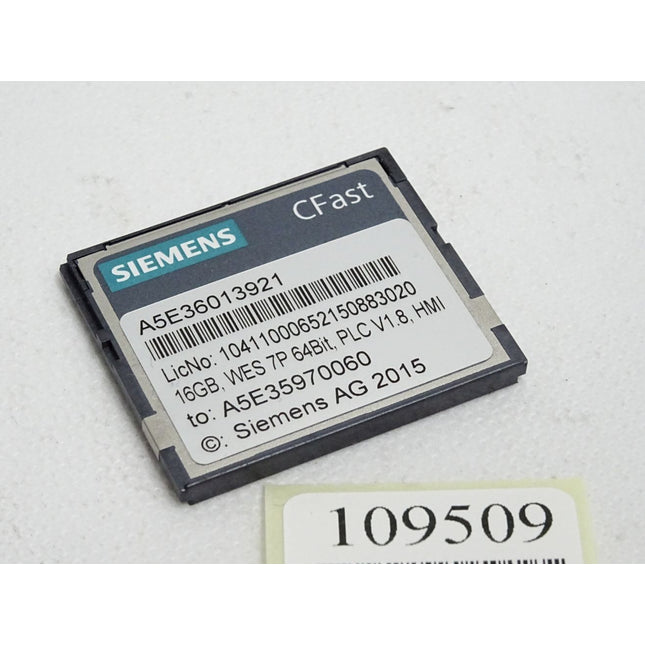 CFast
SIEMENS
A5E36013921
LicNo: 10411000652150883020
16GB, WES 7P 64Bit, PLC V1.8, HMI
to: A5E35970060
©: Siemens AG 2015
109509